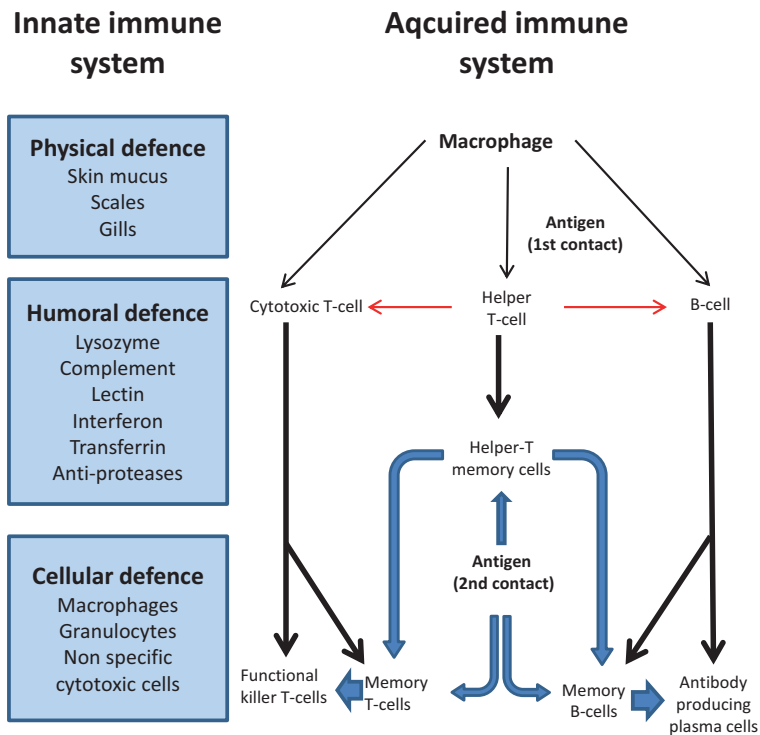 Innate immune
system
Aqcuired immune
system
Physical defence
Skin mucus
Scales
Gills
Humoral defence
Lysozyme
Complement
Lectin
Interferon
Transferrin
Anti-proteases
Cellular defence
Macrophages
Granulocytes
Non specific
cytotoxic cells
Macrophage
Antigen
(1st contact)
Cytotoxic T-cell
Helper
T-cell
B-cell
Helper-T
memory cells
Antigen
(2nd contact)
Functional
killer T-cells
Memory
T-cells
Memory
B-cells
Antibody
producing
plasma cells